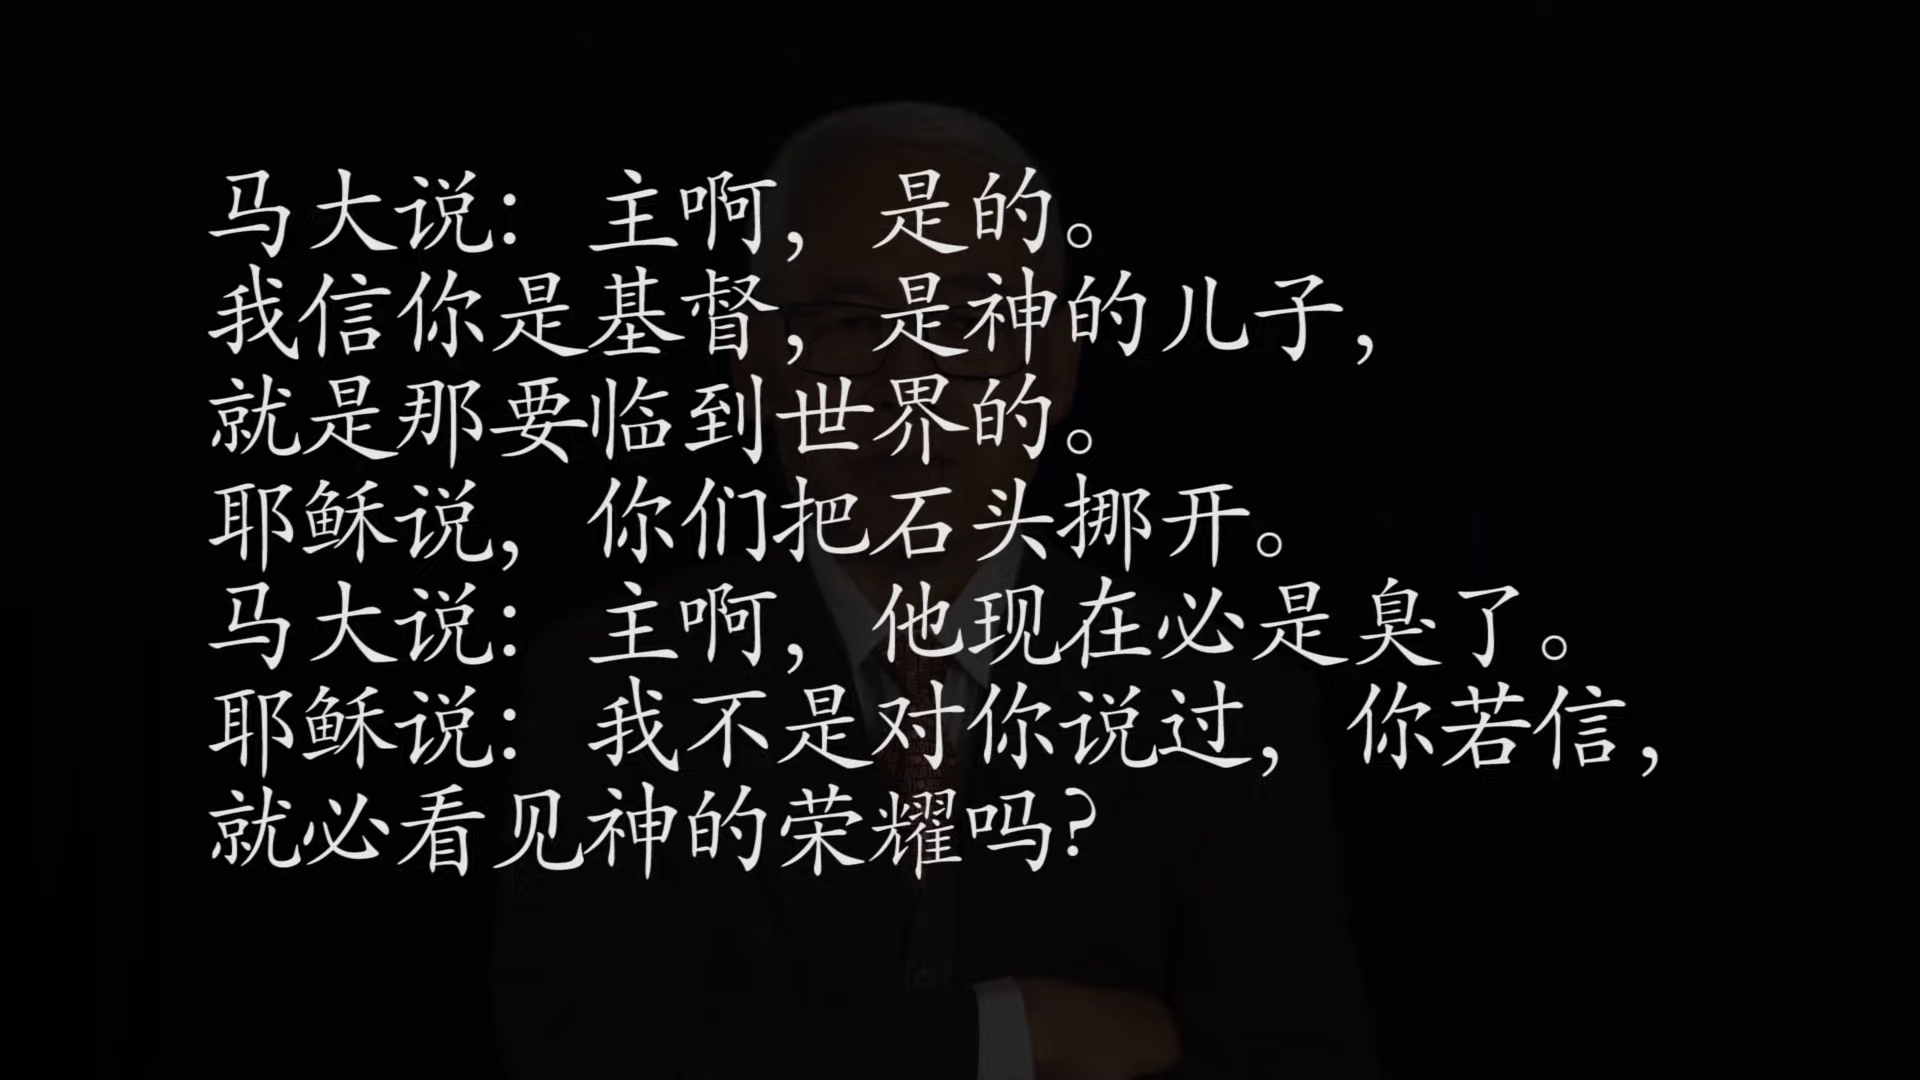 马大说：主啊，是的。
我信你是基督，是神的儿子，
就是那要临到世界的。
耶稣说，你们把石头挪开。
马大说：主啊，他现在必是臭了。
耶稣说：我不是对你说过，你若信，
就必看见神的荣耀吗？